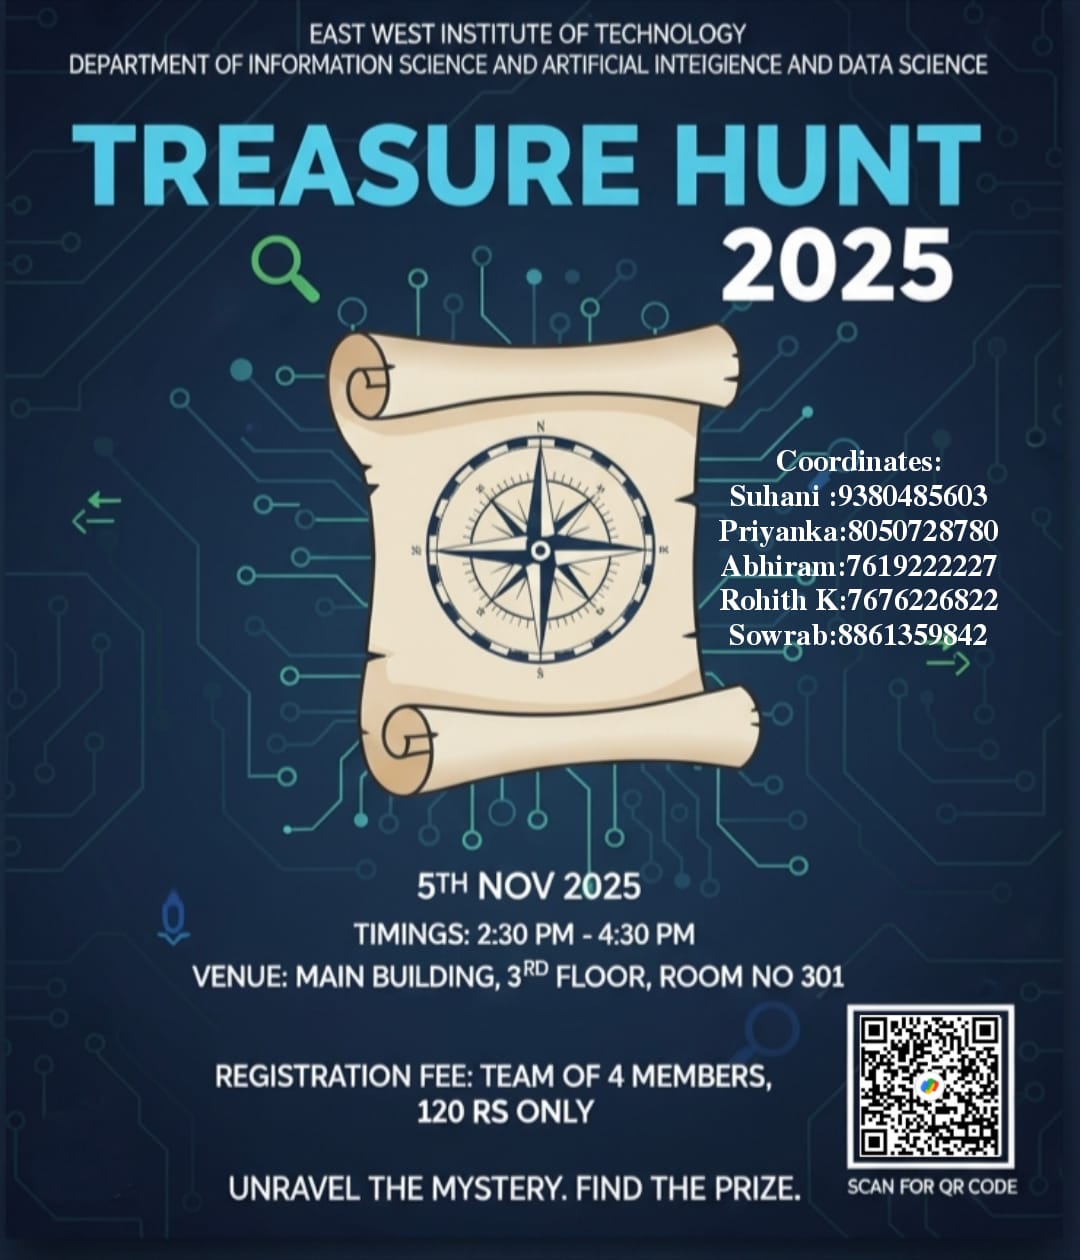 EAST WEST INSTITUTE OF TECHNOLOGY
DEPARTMENT OF INFORMATION SCIENCE AND ARTIFICIAL INTEIGIENCE AND DATA SCIENCE
TREASURE HUNT
2025
N
S
Coordinates:
Suhani :9380485603
Priyanka:8050728780
Abhiram:7619222227
Rohith K:7676226822
Sowrab:8861359842
5TH NOV 2025
TIMINGS: 2:30 PM - 4:30 PM
VENUE: MAIN BUILDING, 3RD FLOOR, ROOM NO 301
REGISTRATION FEE: TEAM OF 4 MEMBERS,
120 RS ONLY
UNRAVEL THE MYSTERY. FIND THE PRIZE.
SCAN FOR QR CODE